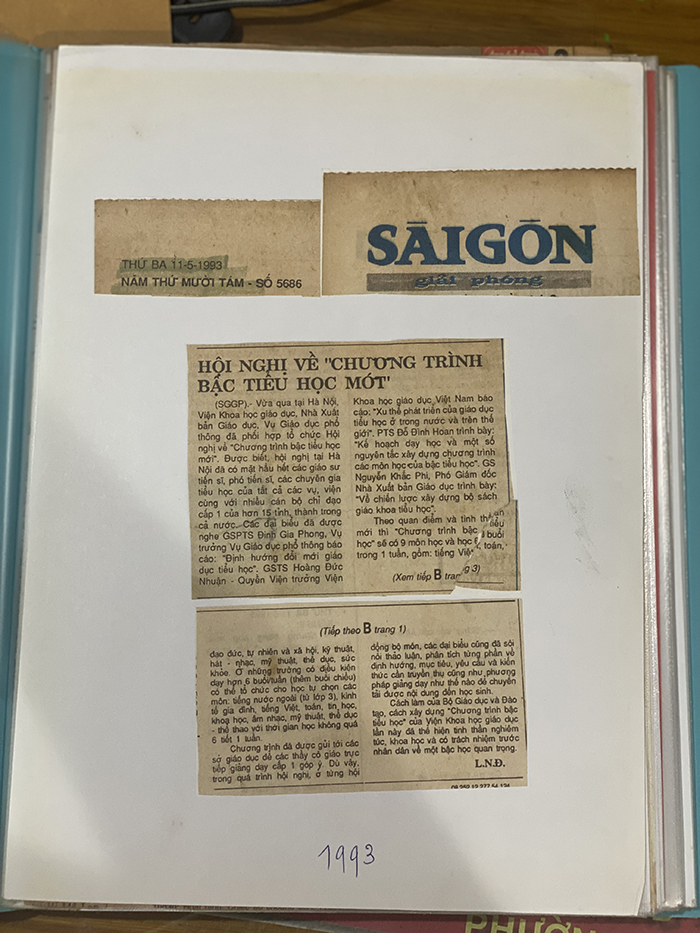 THỨ BA 11-5-1993
NĂM THỨ MƯỜI TÁM - SỐ 5686
SÀIGÒN
giải phóng
HỘI NGHỊ VỀ "CHƯƠNG TRÌNH
BẬC TIỂU HỌC MỚI"
(SGGP).- Vừa qua tại Hà Nội,
Viện Khoa học giáo dục, Nhà Xuất
bản Giáo dục, Vụ Giáo dục phổ
thông đã phối hợp tổ chức Hội
nghị về "Chương trình bậc tiểu học
mới". Được biết, hội nghị tại Hà
Nội đã có mặt hầu hết các giáo sư
tiến sĩ, phó tiến sĩ, các chuyên gia
tiểu học của tất cả các vụ, viện
cùng với nhiều cán bộ chỉ đạo
cấp 1 của hơn 15 tỉnh, thành trong
cả nước. Các đại biểu đã được
nghe GSPTS Đinh Gia Phong, Vụ
trưởng Vụ Giáo dục phổ thông báo
cáo: "Định hướng đổi mới giáo
dục tiểu học". GSTS Hoàng Đức
Nhuận - Quyền Viện trưởng Viện
Khoa học giáo dục Việt Nam báo
cáo: "Xu thế phát triển của giáo dục
tiểu học ở trong nước và trên thế
giới". PTS Đỗ Đình Hoan trình bày:
"Kế hoạch dạy học và một số
nguyên tắc xây dựng chương trình
các môn học của bậc tiểu học". GS
Nguyễn Khắc Phi, Phó Giám đốc
Nhà Xuất bản Giáo dục trình bày:
"Về chiến lược xây dựng bộ sách
giáo khoa tiểu học".
Theo quan điểm và tinh thần
mới thì "Chương trình bậc tiểu
học" sẽ có 9 môn học và học buổi
trong 1 tuần, gồm: tiếng Việt, toán,
(Xem tiếp B trang 3)
(Tiếp theo B trang 1)
đạo đức, tự nhiên và xã hội, kỹ thuật,
hát - nhạc, mỹ thuật, thể dục, sức
khỏe. Ở những trường có điều kiện
dạy hơn 6 buổi/tuần (thêm buổi chiều)
có thể tổ chức cho học tự chọn các
môn: tiếng nước ngoài (từ lớp 3), kinh
tế gia đình, tiếng Việt, toán, tin học,
khoa học, âm nhạc, mỹ thuật, thể dục
- thể thao với thời gian học không quá
6 tiết 1 tuần.
Chương trình đã được gửi tới các
sở giáo dục để các thầy cô giáo trực
tiếp giảng dạy cấp 1 góp ý. Dù vậy,
trong quá trình hội nghị, ở từng hội
đồng bộ môn, các đại biểu cũng đã sôi
nổi thảo luận, phân tích từng phần về
định hướng, mục tiêu, yêu cầu và kiến
thức cần truyền thụ cũng như phương
pháp giảng dạy như thế nào để chuyển
tải được nội dung đến học sinh.
Cách làm của Bộ Giáo dục và Đào
tạo, cách xây dựng "Chương trình bậc
tiểu học" của Viện Khoa học giáo dục
lần này đã thể hiện tinh thần nghiêm
túc, khoa học và có trách nhiệm trước
nhân dân về một bậc học quan trọng.
L.N.Đ.
1993
PHƯỜN